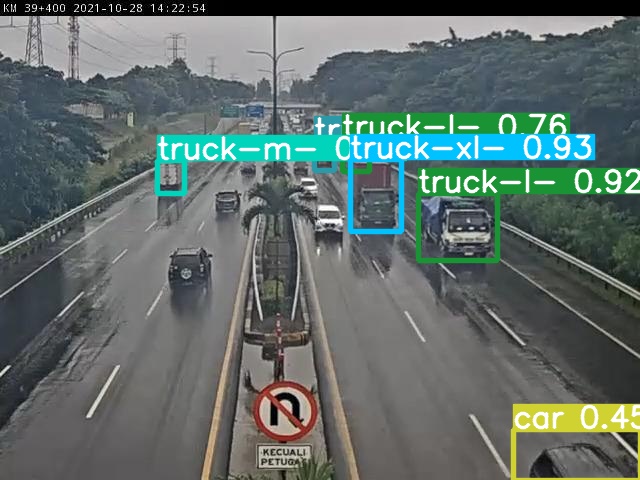 KM 39+400 2021-10-28 14:22:54
truck-l- 0.76
truck-m- 0
truck-xl- 0.93
truck-l- 0.92
car 0.45
KECUALI
PETUGAS